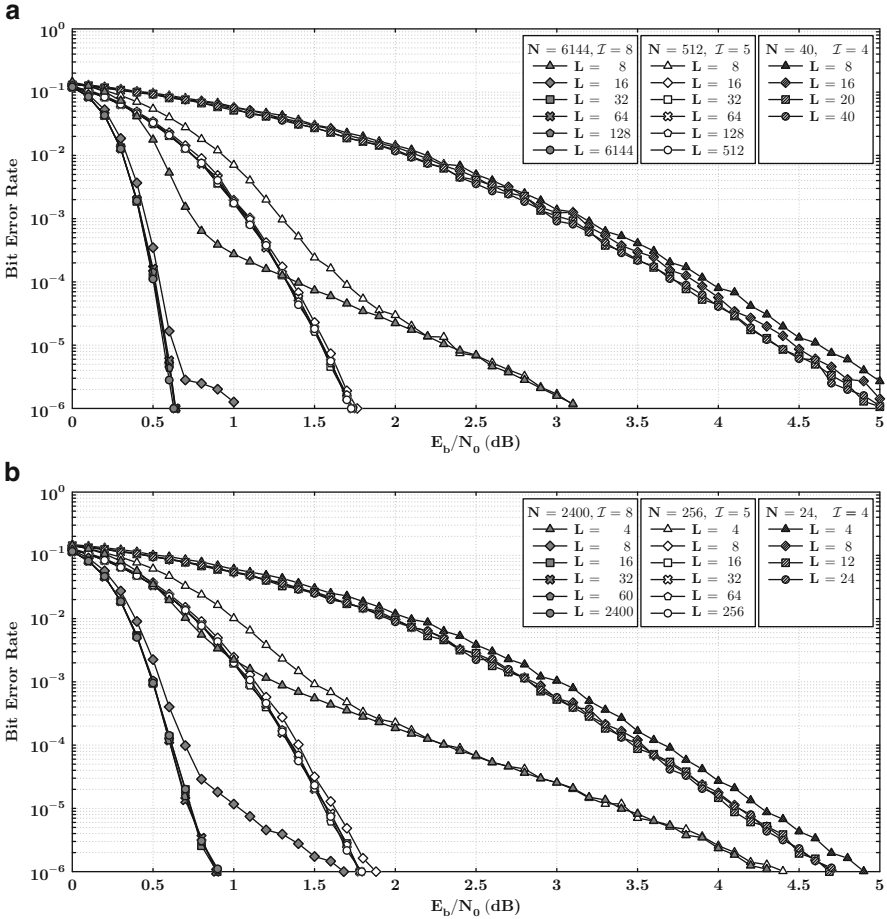 a
N = 6144, I = 8
L = 8
L = 16
L = 32
L = 64
L = 128
L = 6144
N = 512, I = 5
L = 8
L = 16
L = 32
L = 64
L = 128
L = 512
N = 40, I = 4
L = 8
L = 16
L = 20
L = 40
Bit Error Rate
10^0
10^-1
10^-2
10^-3
10^-4
10^-5
10^-6
0 0.5 1 1.5 2 2.5 3 3.5 4 4.5 5
E_b/N_0 (dB)
b
N = 2400, I = 8
L = 4
L = 8
L = 16
L = 32
L = 60
L = 2400
N = 256, I = 5
L = 4
L = 8
L = 16
L = 32
L = 64
L = 256
N = 24, I = 4
L = 4
L = 8
L = 12
L = 24
Bit Error Rate
10^0
10^-1
10^-2
10^-3
10^-4
10^-5
10^-6
0 0.5 1 1.5 2 2.5 3 3.5 4 4.5 5
E_b/N_0 (dB)